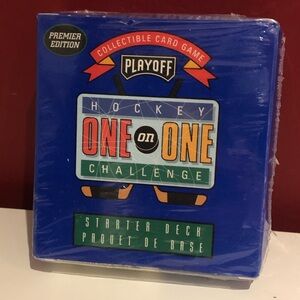 PREMIER
EDITION
COLLECTIBLE CARD GAME
PLAYOFF
HOCKEY
ONE on ONE
CHALLENGE
STARTER DECK
PAQUET DE BASE